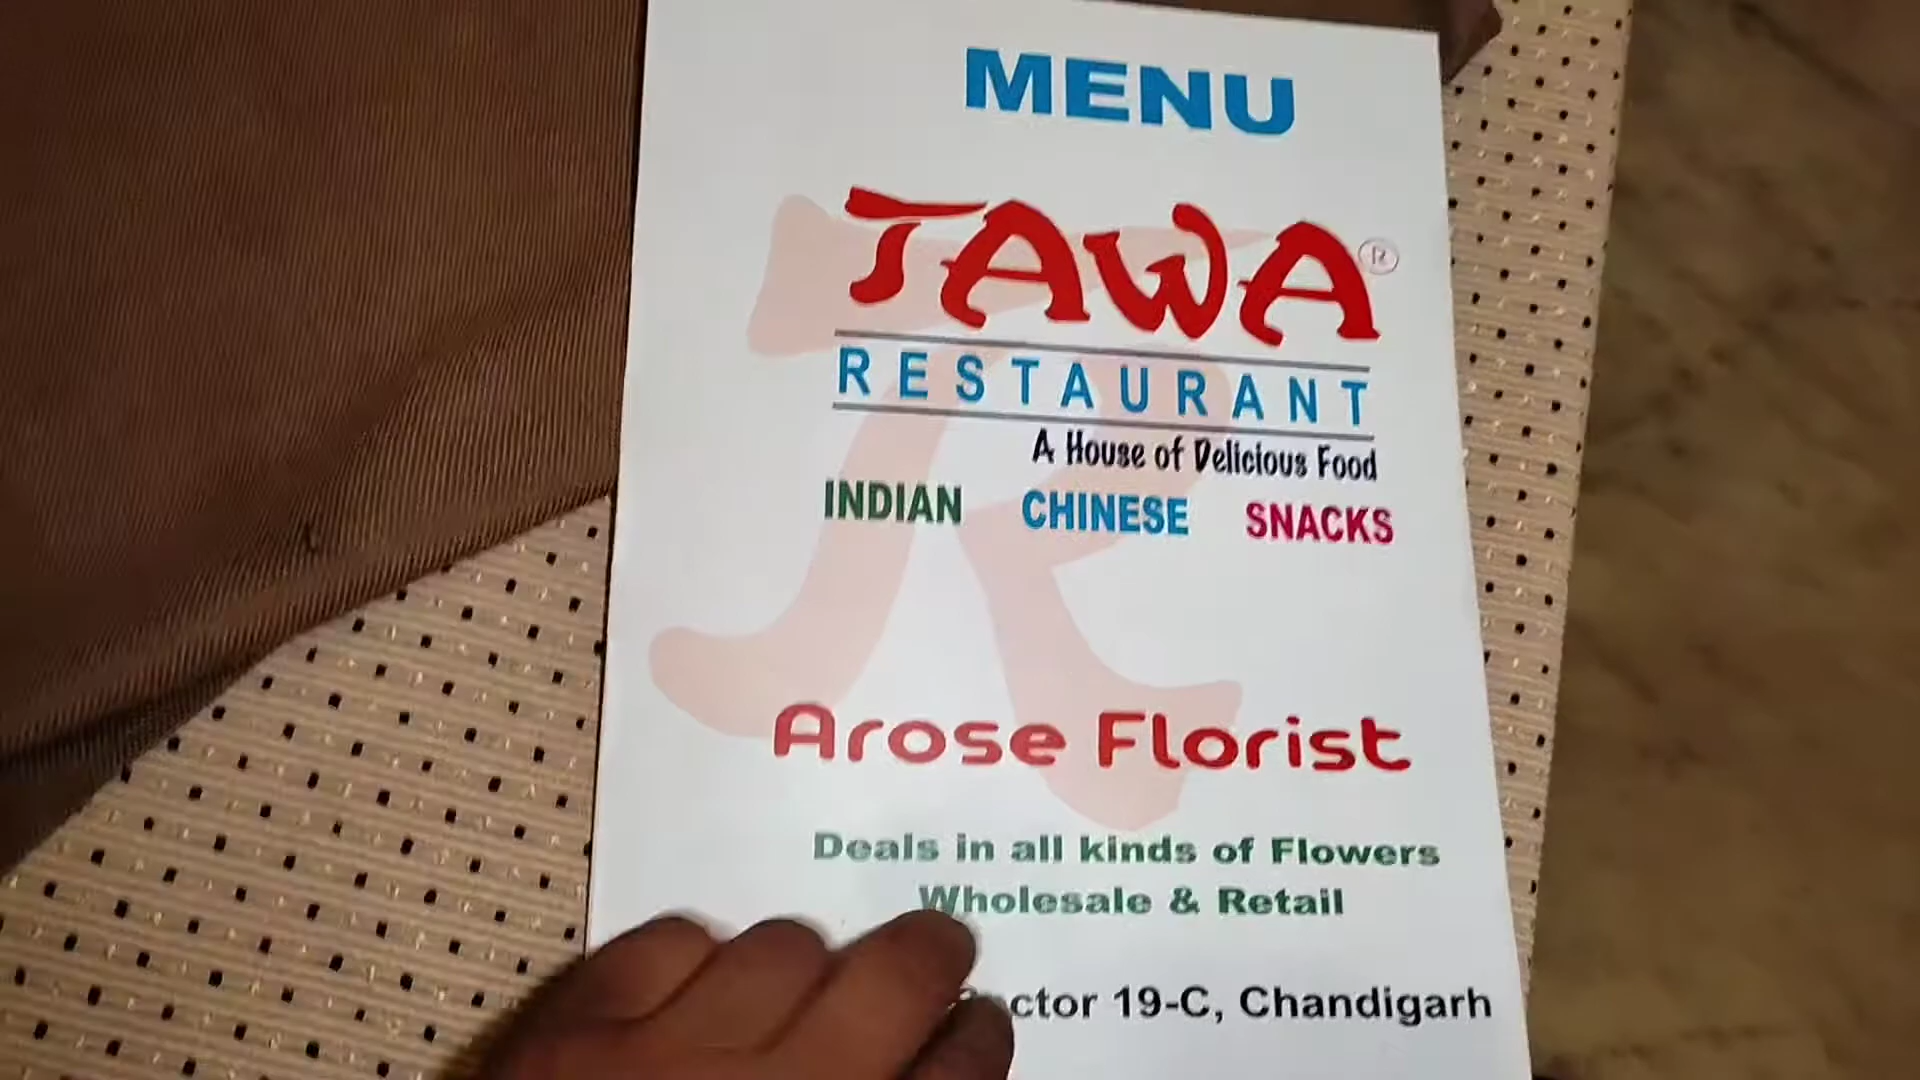 MENU
TAWA ®
RESTAURANT
A House of Delicious Food
INDIAN CHINESE SNACKS
Arose Florist
Deals in all kinds of Flowers
Wholesale & Retail
19-C, Chandigarh